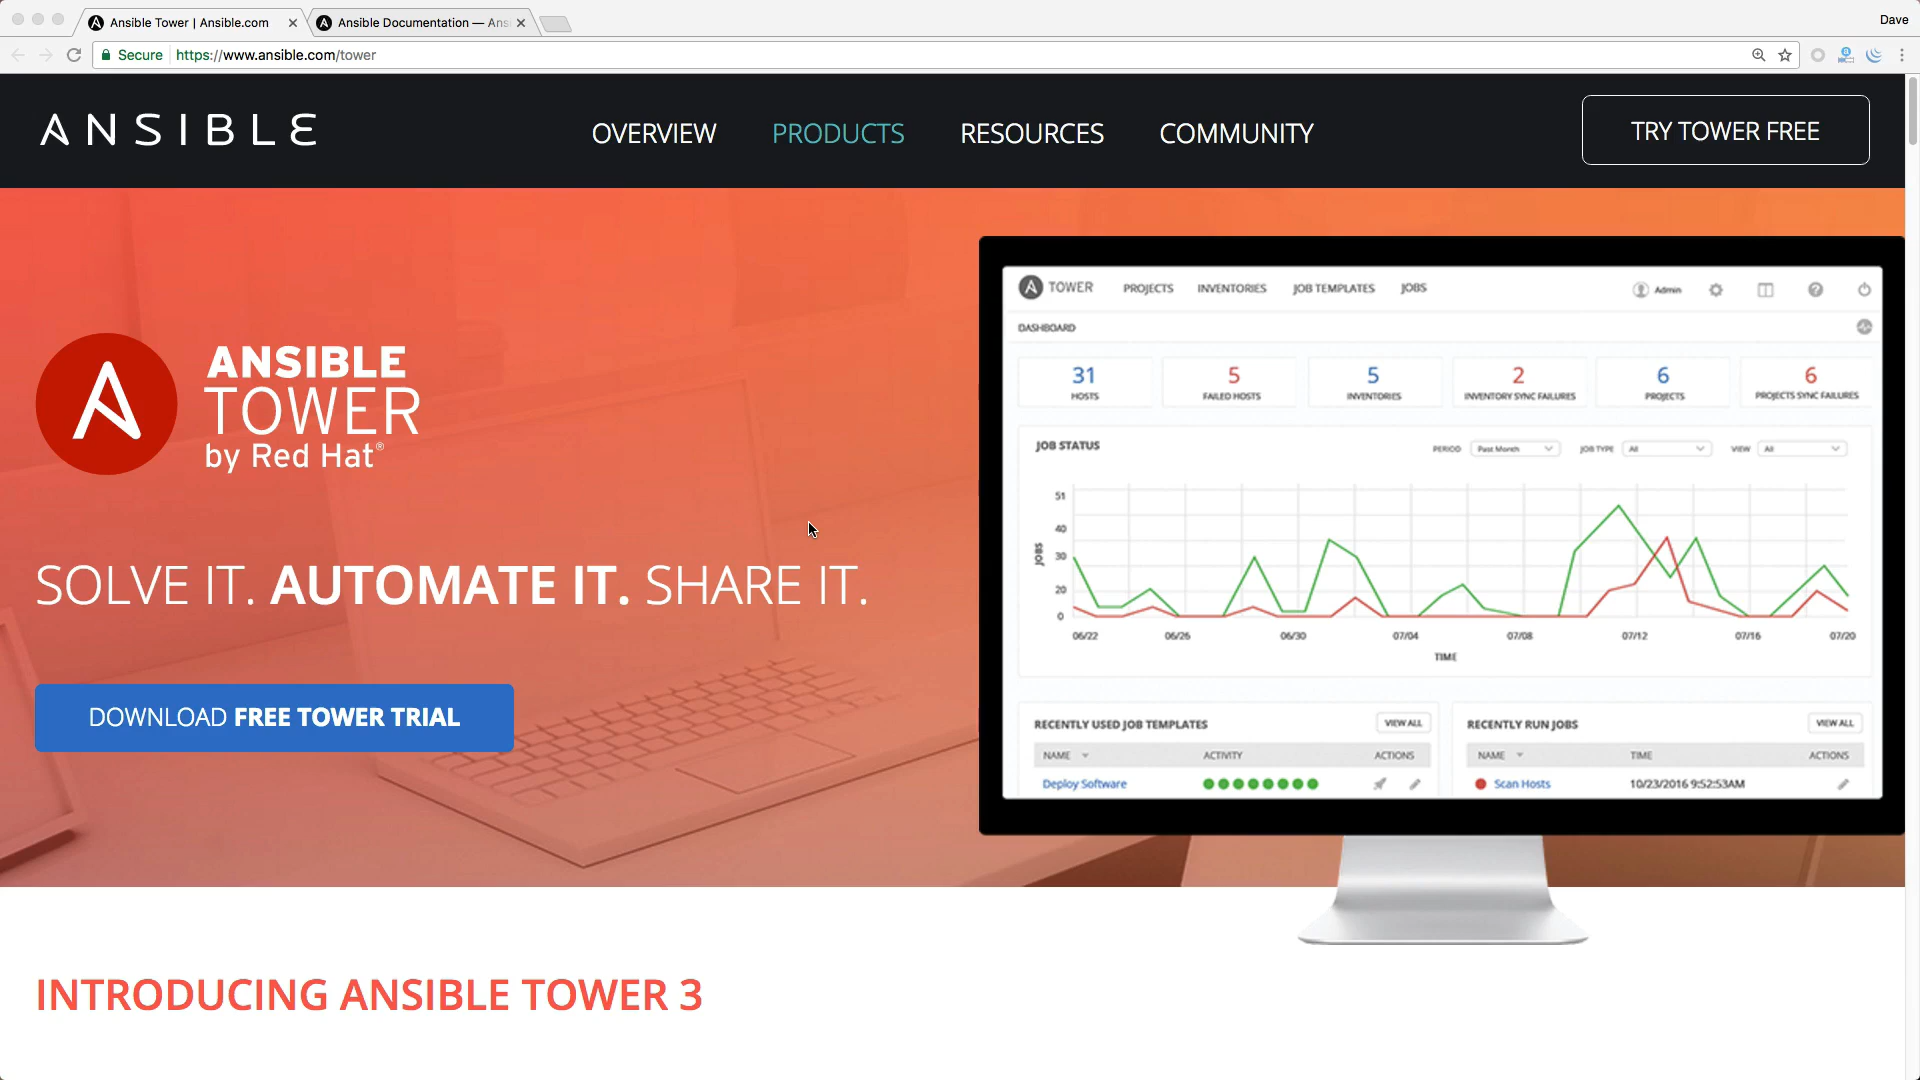 Ansible Tower | Ansible.com
Ansible Documentation — Ans
Dave
Secure
https://www.ansible.com/tower
ANSIBLE
OVERVIEW
PRODUCTS
RESOURCES
COMMUNITY
TRY TOWER FREE
ANSIBLE
TOWER
by Red Hat®
SOLVE IT. AUTOMATE IT. SHARE IT.
DOWNLOAD FREE TOWER TRIAL
TOWER
PROJECTS
INVENTORIES
JOB TEMPLATES
JOBS
Admin
DASHBOARD
31
HOSTS
5
FAILED HOSTS
5
INVENTORIES
2
INVENTORY SYNC FAILURES
6
PROJECTS
6
PROJECTS SYNC FAILURES
JOB STATUS
PERIOD
Past Month
JOB TYPE
All
VIEW
All
51
40
30
20
0
JOBS
06/22
06/26
06/30
07/04
07/08
07/12
07/16
07/20
TIME
RECENTLY USED JOB TEMPLATES
VIEW ALL
NAME
ACTIVITY
ACTIONS
Deploy Software
RECENTLY RUN JOBS
VIEW ALL
NAME
TIME
ACTIONS
Scan Hosts
10/23/2016 9:52:53AM
INTRODUCING ANSIBLE TOWER 3